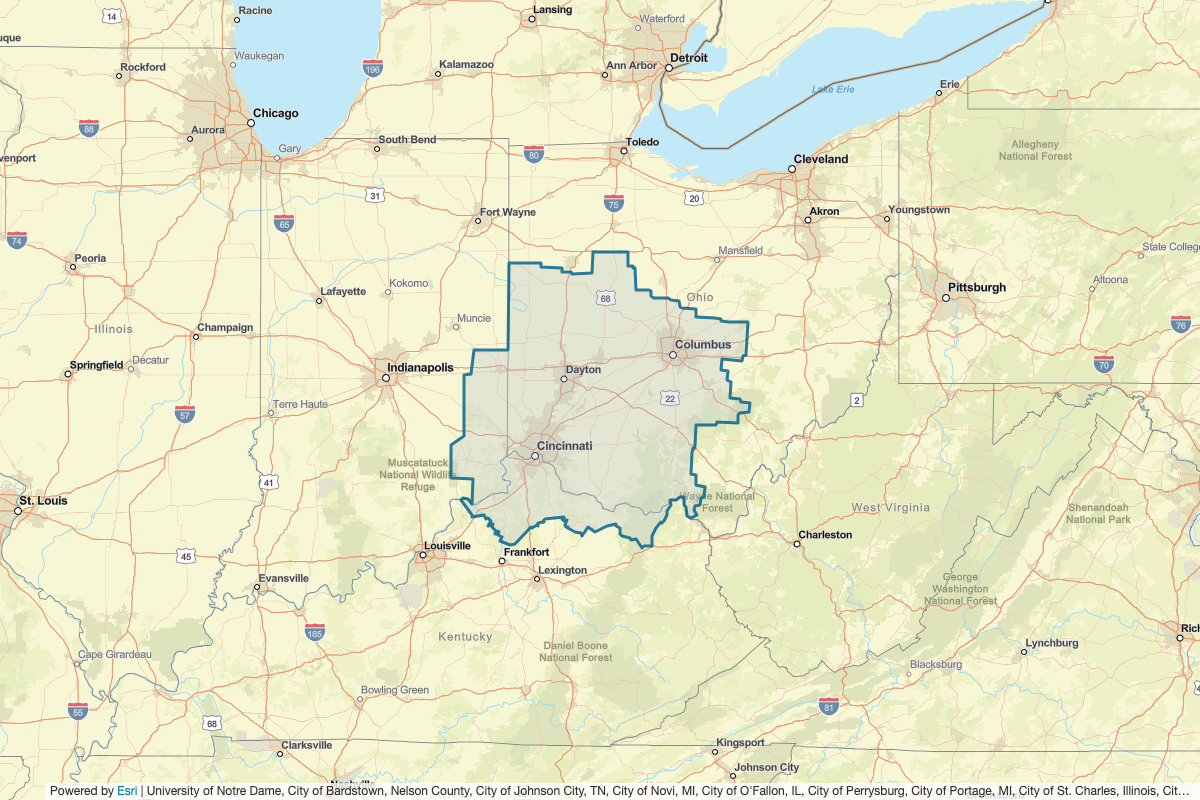 Racine
Lansing
Waterford
14
que
Waukegan
Rockford
196
Kalamazoo
Ann Arbor
Detroit
Erie
Lake Erie
Chicago
88
Aurora
Gary
South Bend
Toledo
80
Cleveland
Allegheny
National Forest
venport
31
20
75
Fort Wayne
Akron
Youngstown
65
74
Peoria
Mansfield
State College
Kokomo
Lafayette
68
Ohio
Pittsburgh
Altoona
Illinois
Champaign
Muncie
76
Columbus
Springfield
Decatur
Indianapolis
Dayton
70
57
Terre Haute
22
2
Cincinnati
Muscatatuck
National Wildlife
Refuge
41
St. Louis
Wayne National
Forest
West Virginia
Shenandoah
National Park
Charleston
45
Louisville
Frankfort
Lexington
Evansville
George
Washington
National Forest
165
Kentucky
Daniel Boone
National Forest
Lynchburg
Rich
Cape Girardeau
Blacksburg
Bowling Green
55
68
81
4
Clarksville
Kingsport
Johnson City
Powered by Esri | University of Notre Dame, City of Bardstown, Nelson County, City of Johnson City, TN, City of Novi, MI, City of O'Fallon, IL, City of Perrysburg, City of Portage, MI, City of St. Charles, Illinois, Cit...